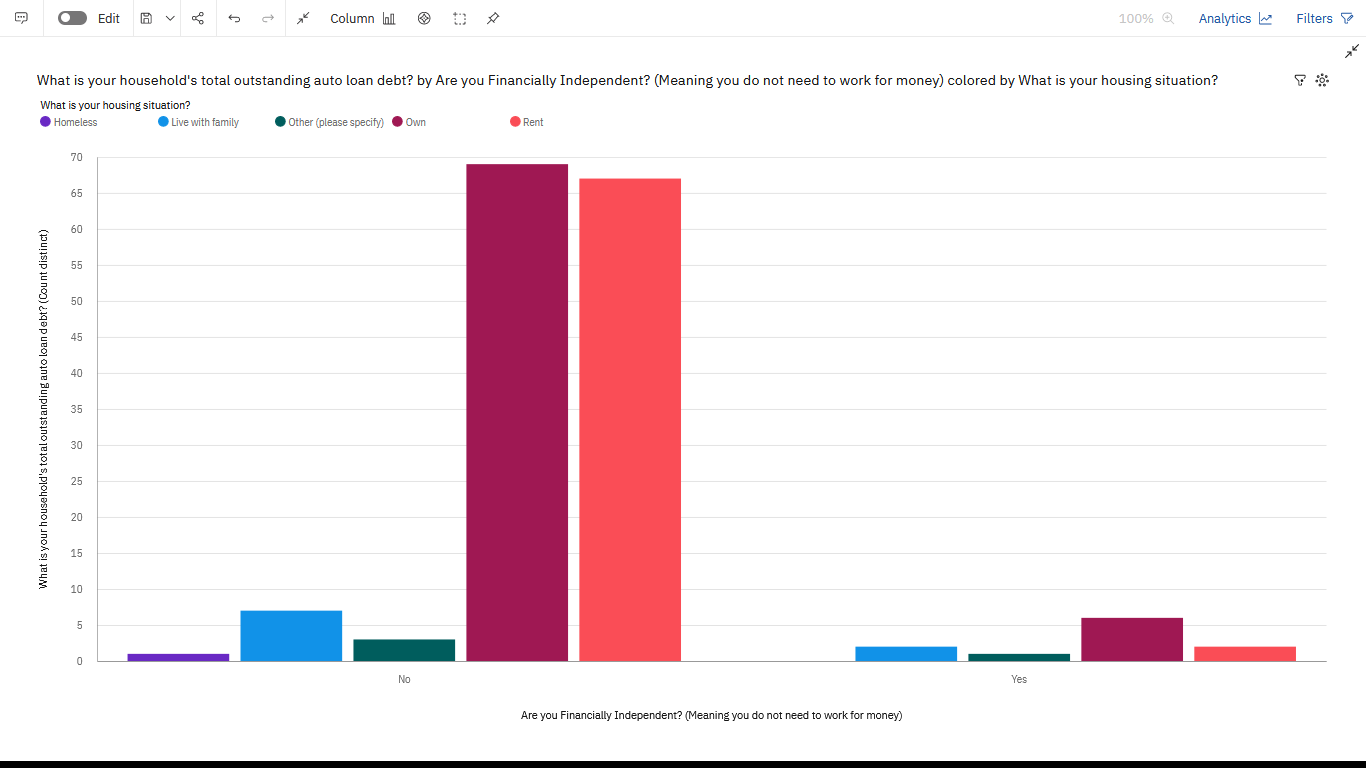 Edit
Column
100%
Analytics
Filters
What is your household's total outstanding auto loan debt? by Are you Financially Independent? (Meaning you do not need to work for money) colored by What is your housing situation?
What is your housing situation?
Homeless
Live with family
Other (please specify)
Own
Rent
What is your household's total outstanding auto loan debt? (Count distinct)
70
65
60
55
50
45
40
35
30
25
20
15
10
5
0
No
Yes
Are you Financially Independent? (Meaning you do not need to work for money)